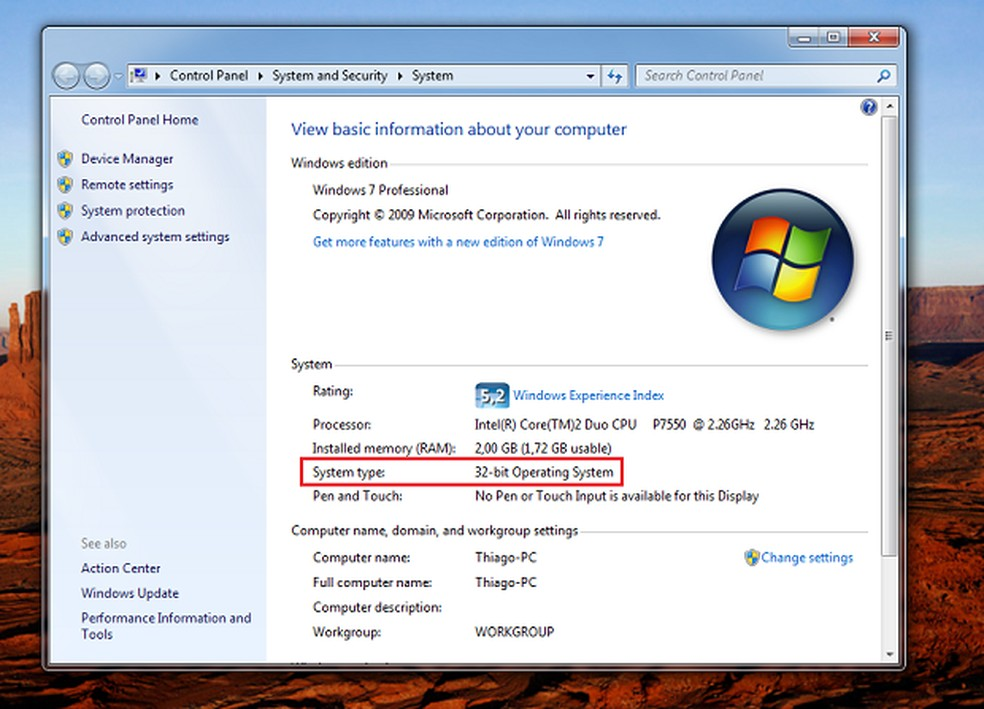 Control Panel
System and Security
System
Search Control Panel
Control Panel Home
Device Manager
Remote settings
System protection
Advanced system settings
See also
Action Center
Windows Update
Performance Information and
Tools
View basic information about your computer
Windows edition
Windows 7 Professional
Copyright © 2009 Microsoft Corporation. All rights reserved.
Get more features with a new edition of Windows 7
System
Rating: 5,2 Windows Experience Index
Processor: Intel(R) Core(TM)2 Duo CPU P7550 @ 2.26GHz 2.26 GHz
Installed memory (RAM): 2,00 GB (1,72 GB usable)
System type: 32-bit Operating System
Pen and Touch: No Pen or Touch Input is available for this Display
Computer name, domain, and workgroup settings
Computer name: Thiago-PC
Change settings
Full computer name: Thiago-PC
Computer description:
Workgroup: WORKGROUP